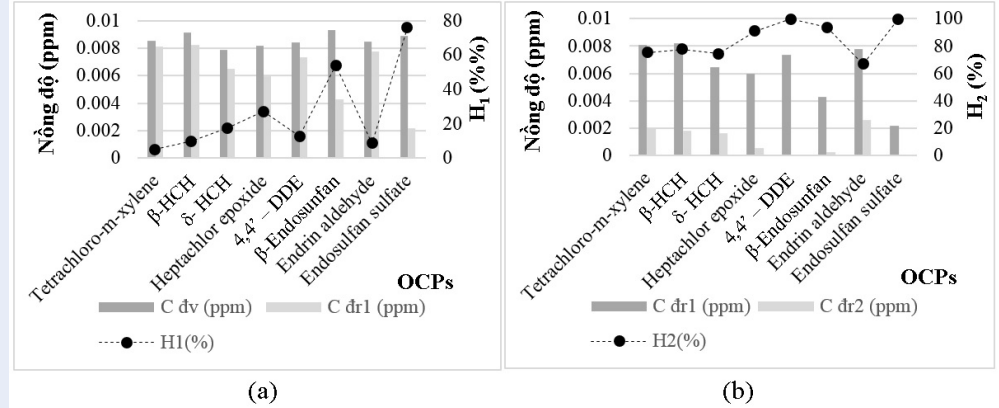 Nồng độ (ppm)
0.01
0.008
0.006
0.004
0.002
0
80
60
40
20
0
H1 (%%)
Tetrachloro-m-xylene
β-HCH
δ- HCH
Heptachlor epoxide
4,4’ – DDE
β-Endosunfan
Endrin aldehyde
Endosulfan sulfate
OCPs
C đv (ppm) C đr1 (ppm)
H1(%)
(a)
Nồng độ (ppm)
0.01
0.008
0.006
0.004
0.002
0
100
80
60
40
20
0
H2 (%)
Tetrachloro-m-xylene
β-HCH
δ- HCH
Heptachlor epoxide
4,4’ – DDE
β-Endosunfan
Endrin aldehyde
Endosulfan sulfate
OCPs
C đr1 (ppm) C đr2 (ppm)
H2(%)
(b)